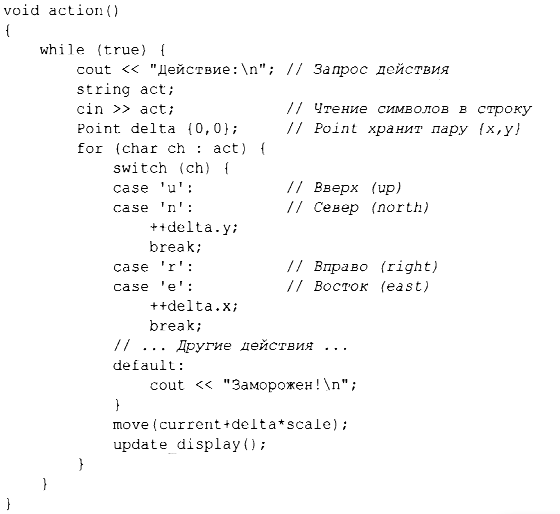 void action()
{
    while (true) {
        cout << "Действие:\n"; // Запрос действия
        string act;
        cin >> act;            // Чтение символов в строку
        Point delta {0,0};     // Point хранит пару {x,y}
        for (char ch : act) {
            switch (ch) {
            case 'u':          // Вверх (up)
            case 'n':          // Север (north)
                ++delta.y;
                break;
            case 'r':          // Вправо (right)
            case 'e':          // Восток (east)
                ++delta.x;
                break;
            // ... Другие действия ...
            default:
                cout << "Заморожен!\n";
            }
            move(current+delta*scale);
            update_display();
        }
    }
}